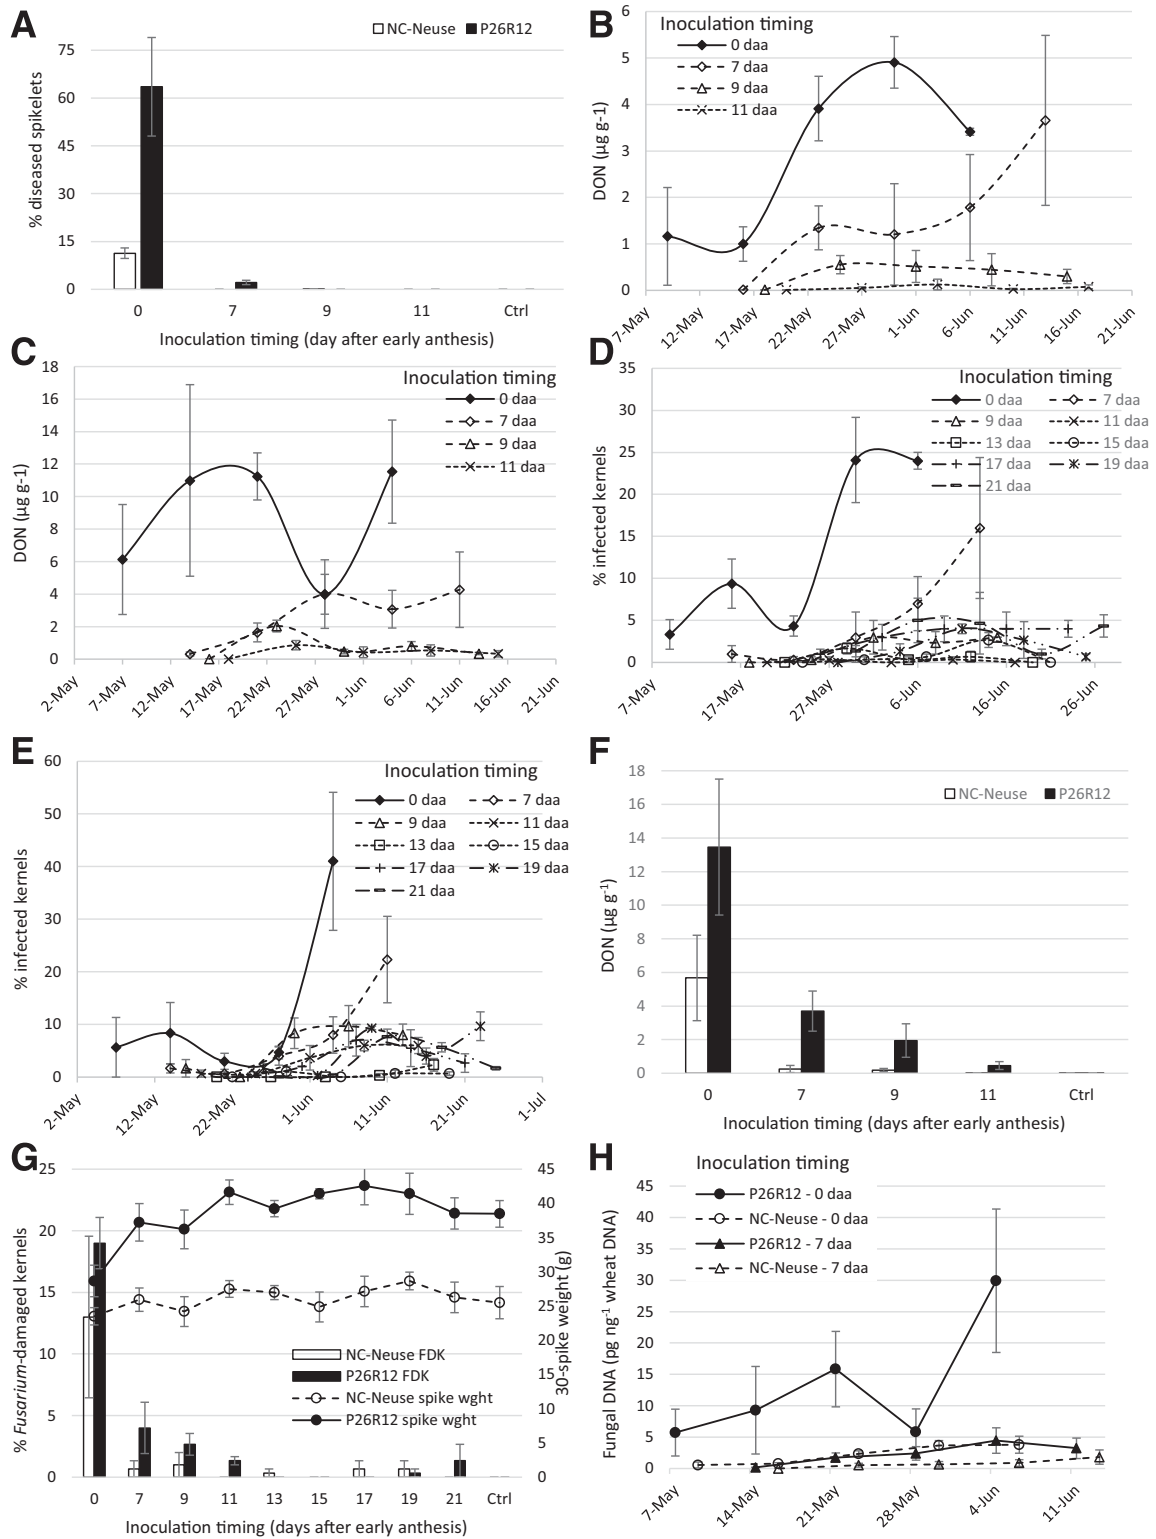 A
NC-Neuse P26R12
75
60
45
30
15
0
% diseased spikelets
0 7 9 11 Ctrl
Inoculation timing (day after early anthesis)
B
Inoculation timing
0 daa
7 daa
9 daa
11 daa
6
5
4
3
2
1
0
DON (µg g-1)
7-May 12-May 17-May 22-May 27-May 1-Jun 6-Jun 11-Jun 16-Jun 21-Jun
C
Inoculation timing
0 daa
7 daa
9 daa
11 daa
18
16
14
12
10
8
6
4
2
0
DON (µg g-1)
2-May 7-May 12-May 17-May 22-May 27-May 1-Jun 6-Jun 11-Jun 16-Jun 21-Jun
D
Inoculation timing
0 daa 7 daa
9 daa 11 daa
13 daa 15 daa
17 daa 19 daa
21 daa
35
30
25
20
15
10
5
0
% infected kernels
7-May 17-May 27-May 6-Jun 16-Jun 26-Jun
E
Inoculation timing
0 daa 7 daa
9 daa 11 daa
13 daa 15 daa
17 daa 19 daa
21 daa
60
50
40
30
20
10
0
% infected kernels
2-May 12-May 22-May 1-Jun 11-Jun 21-Jun 1-Jul
F
NC-Neuse P26R12
18
16
14
12
10
8
6
4
2
0
DON (µg g⁻¹)
0 7 9 11 Ctrl
Inoculation timing (days after early anthesis)
G
25
20
15
10
5
0
% Fusarium-damaged kernels
45
40
35
30
25
20
15
10
5
0
30-spike weight (g)
NC-Neuse FDK
P26R12 FDK
NC-Neuse spike wght
P26R12 spike wght
0 7 9 11 13 15 17 19 21 Ctrl
Inoculation timing (days after early anthesis)
H
Inoculation timing
P26R12 - 0 daa
NC-Neuse - 0 daa
P26R12 - 7 daa
NC-Neuse - 7 daa
45
40
35
30
25
20
15
10
5
0
Fungal DNA (pg ng⁻¹ wheat DNA)
7-May 14-May 21-May 28-May 4-Jun 11-Jun